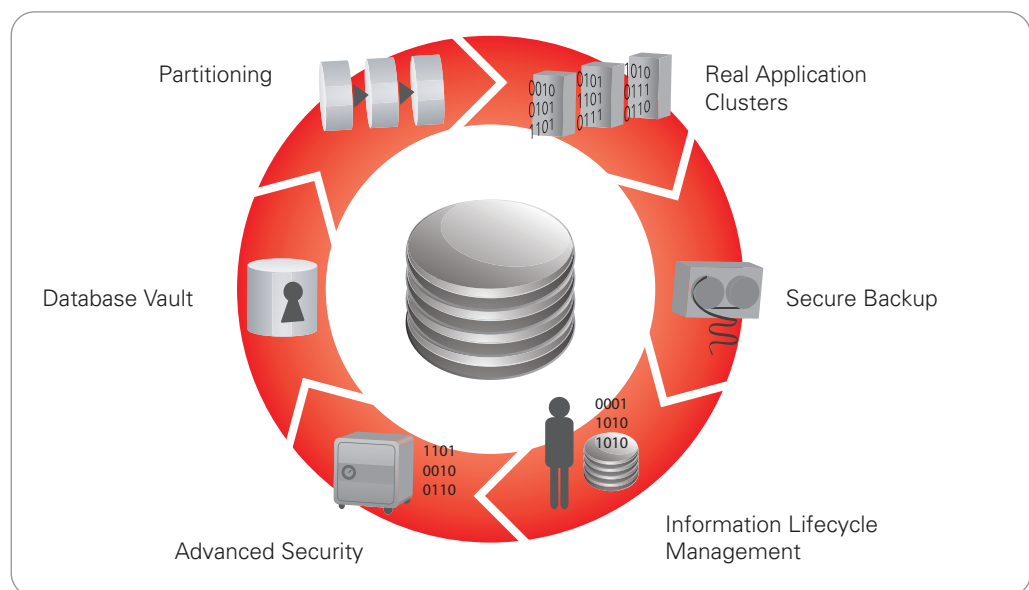 Partitioning
Real Application
Clusters
0010
0101
1101
0101
1101
0111
1010
0111
0110
Database Vault
Secure Backup
0001
1010
1010
1101
0010
0110
Advanced Security
Information Lifecycle
Management